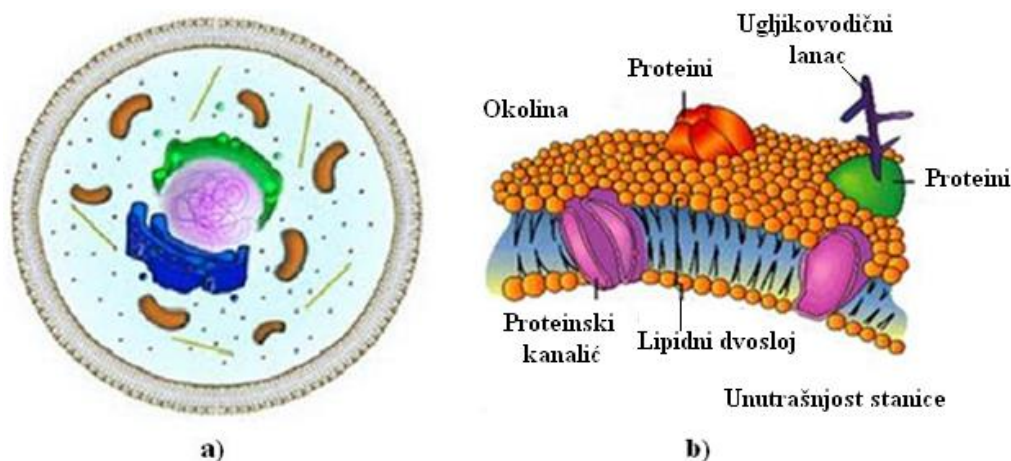 Ugljikovodični
lanac
Proteini
Okolina
Proteini
Proteinski
kanalić
Lipidni dvosloj
Unutrašnjost stanice
a)
b)